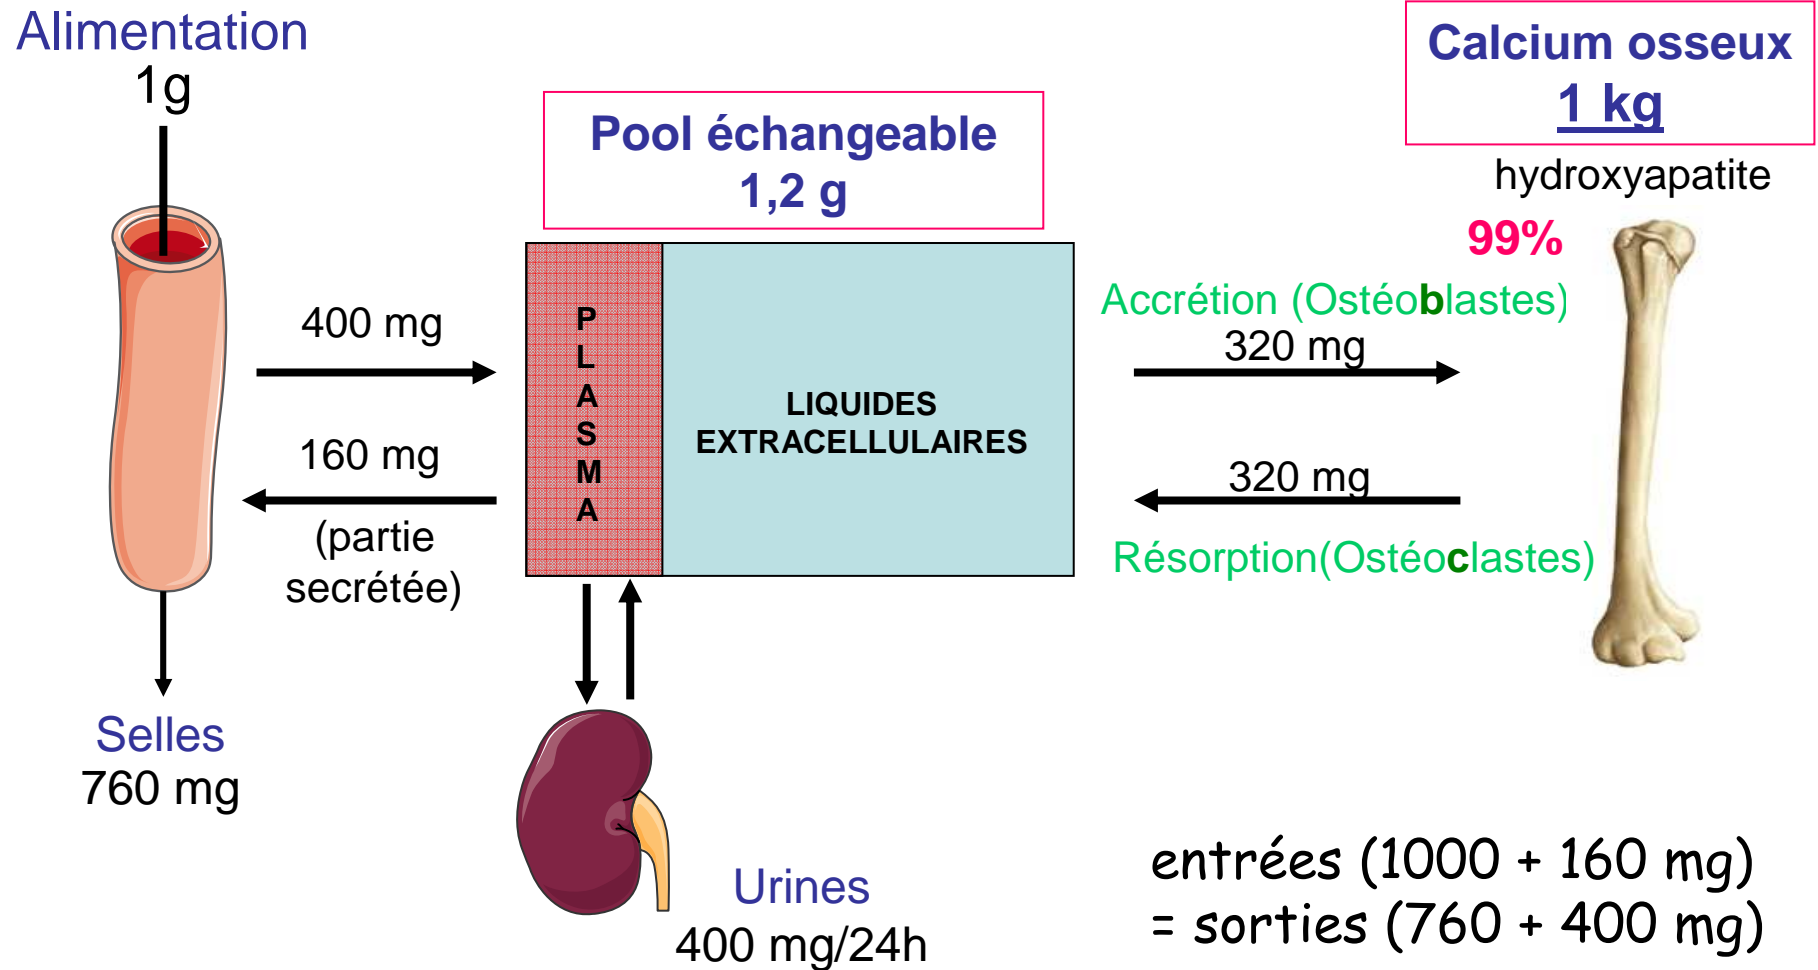 Alimentation
1g
Pool échangeable
1,2 g
Calcium osseux
1 kg
hydroxyapatite
99%
400 mg
160 mg
(partie
secrétée)
PLASMA
LIQUIDES
EXTRACELLULAIRES
Accrétion (Ostéoblastes)
320 mg
320 mg
Résorption(Ostéoclastes)
Selles
760 mg
Urines
400 mg/24h
entrées (1000 + 160 mg)
= sorties (760 + 400 mg)